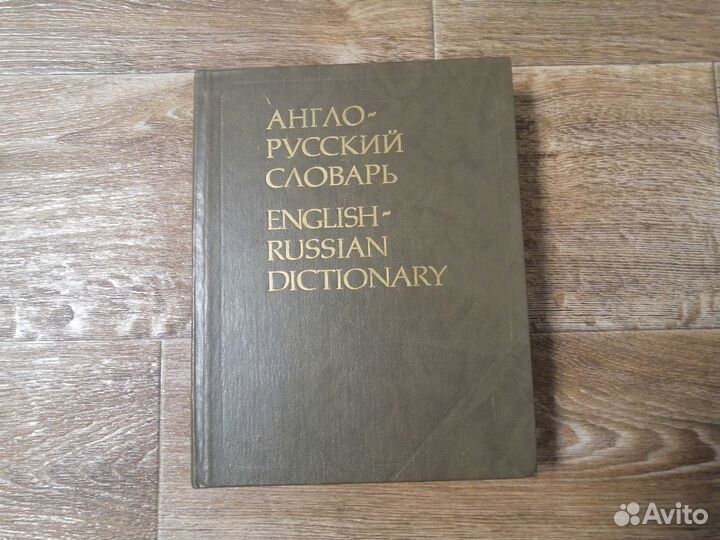 АНГЛО-
РУССКИЙ
СЛОВАРЬ
ENGLISH-
RUSSIAN
DICTIONARY
Avito